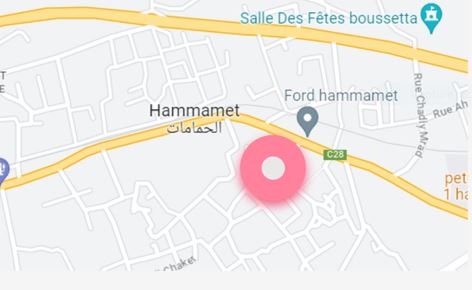 Salle Des Fêtes boussetta
Ford hammamet
Hammamet
الحمامات
C28
Rue Chadly Mrad
Rue Ah
T
E
pet
1 ha
Chaker